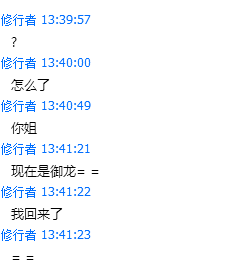 修行者 13:39:57
?
修行者 13:40:00
怎么了
修行者 13:40:49
你姐
修行者 13:41:21
现在是御龙= =
修行者 13:41:22
我回来了
修行者 13:41:23
= =